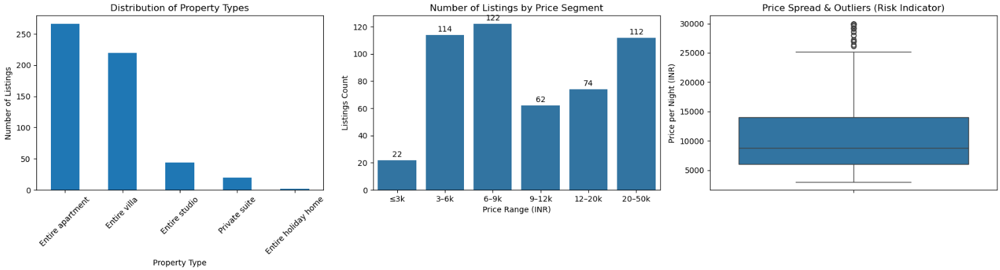 Distribution of Property Types
Number of Listings
250
200
150
100
50
0
Entire apartment
Entire villa
Entire studio
Private suite
Entire holiday home
Property Type
Number of Listings by Price Segment
Listings Count
120
100
80
60
40
20
0
22
114
122
62
74
112
≤3k
3–6k
6–9k
9–12k
12–20k
20–50k
Price Range (INR)
Price Spread & Outliers (Risk Indicator)
Price per Night (INR)
30000
25000
20000
15000
10000
5000